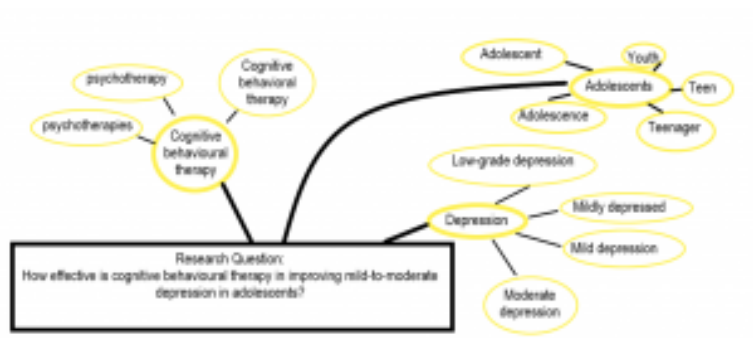 Adolescent
Youth
Adolescents
Teen
Adolescence
Teenager
psychotherapy
Cognitive
behavioral
therapy
psychotherapies
Cognitive
behavioural
therapy
Low-grade depression
Depression
Mildly depressed
Mild depression
Moderate
depression
Research Question:
How effective is cognitive behavioural therapy in improving mild-to-moderate
depression in adolescents?